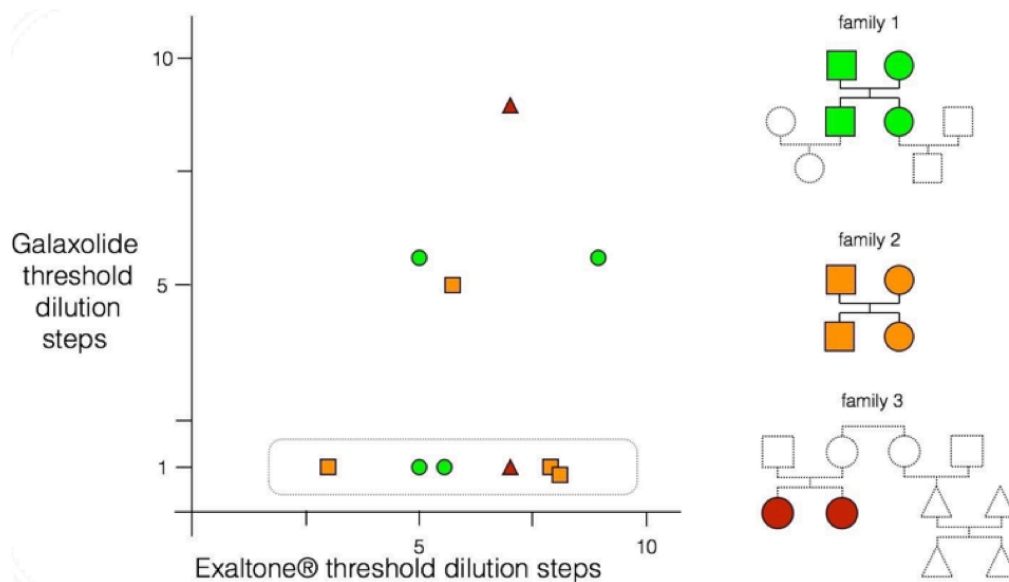 family 1
10
Galaxolide
threshold
dilution
steps
5
family 2
family 3
1
5
10
Exaltone® threshold dilution steps